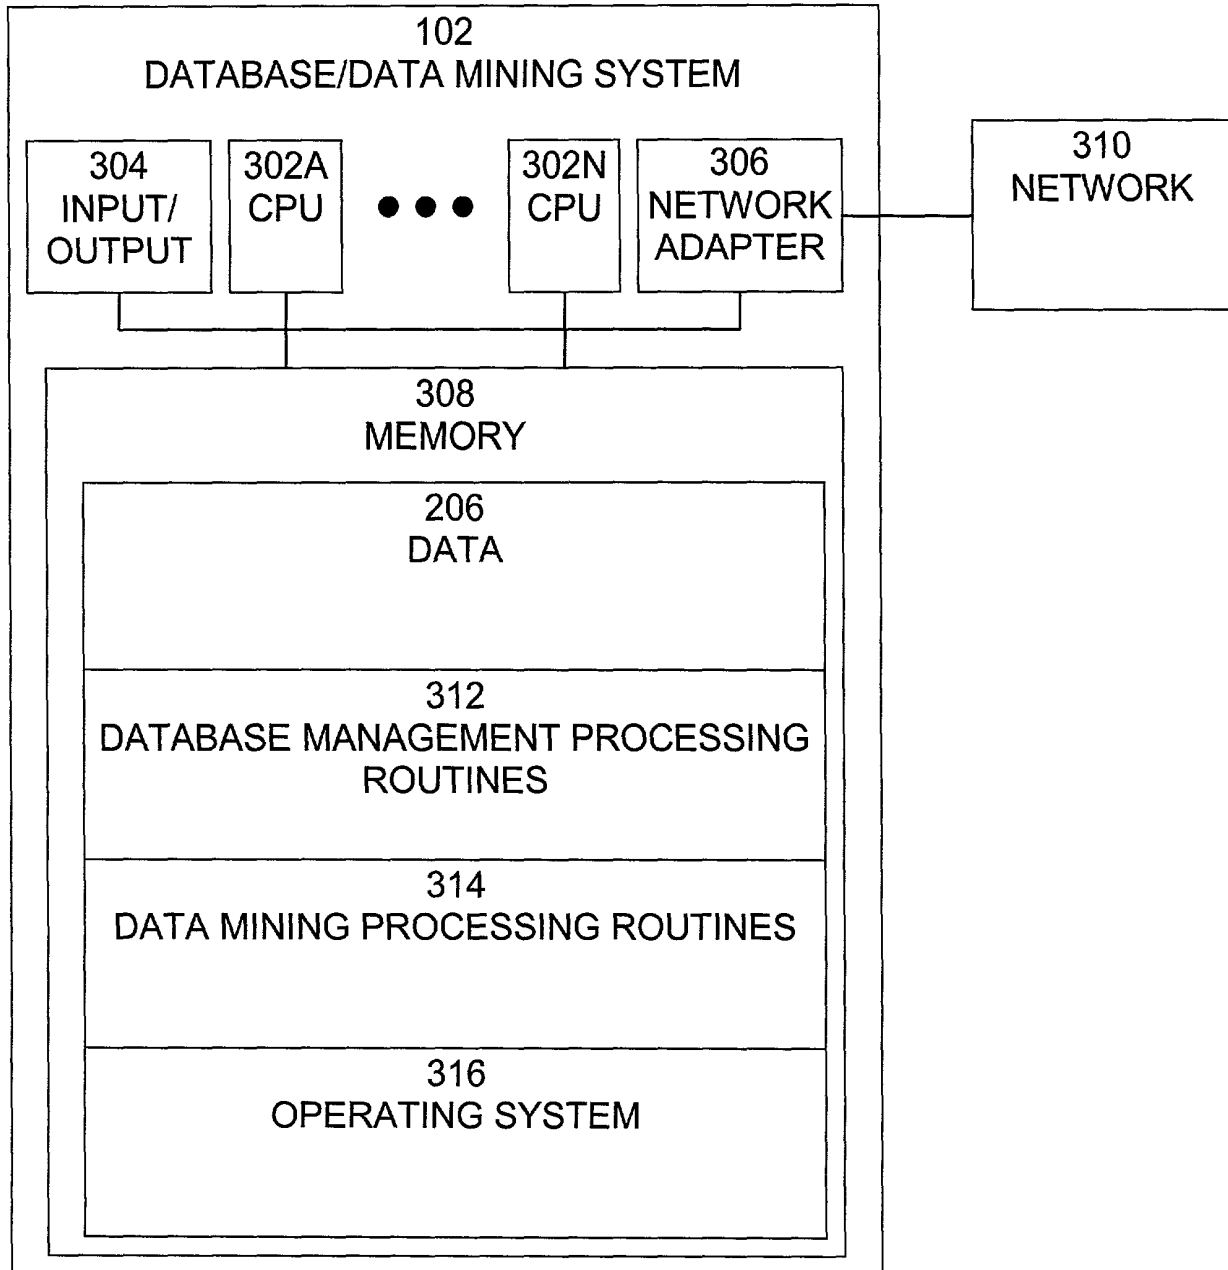 102
DATABASE/DATA MINING SYSTEM
304
INPUT/
OUTPUT
302A
CPU
302N
CPU
306
NETWORK
ADAPTER
310
NETWORK
308
MEMORY
206
DATA
312
DATABASE MANAGEMENT PROCESSING
ROUTINES
314
DATA MINING PROCESSING ROUTINES
316
OPERATING SYSTEM